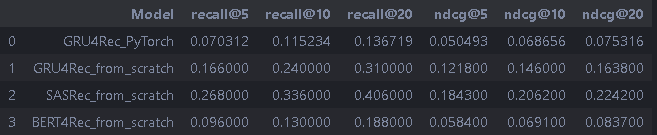 Model recall@5 recall@10 recall@20 ndcg@5 ndcg@10 ndcg@20
0 GRU4Rec_PyTorch 0.070312 0.115234 0.136719 0.050493 0.068656 0.075316
1 GRU4Rec_from_scratch 0.166000 0.240000 0.310000 0.121800 0.146000 0.163800
2 SASRec_from_scratch 0.268000 0.336000 0.406000 0.184300 0.206200 0.224200
3 BERT4Rec_from_scratch 0.096000 0.130000 0.188000 0.058400 0.069100 0.083700